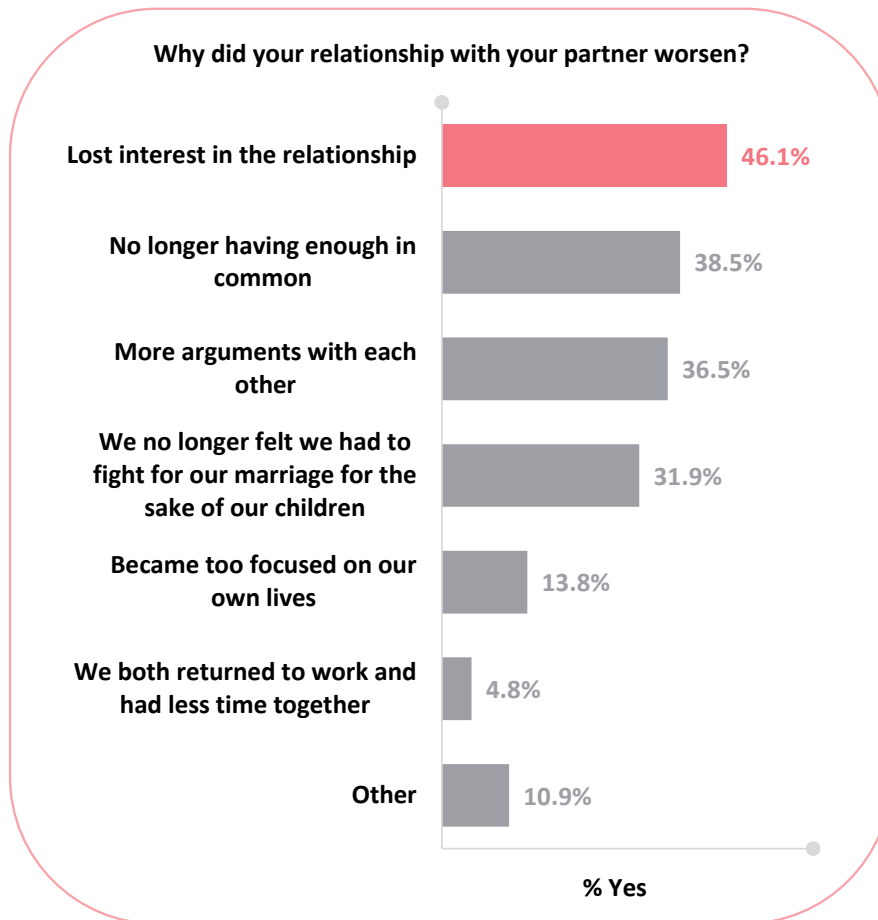 Why did your relationship with your partner worsen?
Lost interest in the relationship
46.1%
No longer having enough in
common
38.5%
More arguments with each
other
36.5%
We no longer felt we had to
fight for our marriage for the
sake of our children
31.9%
Became too focused on our
own lives
13.8%
We both returned to work and
had less time together
4.8%
Other
10.9%
% Yes